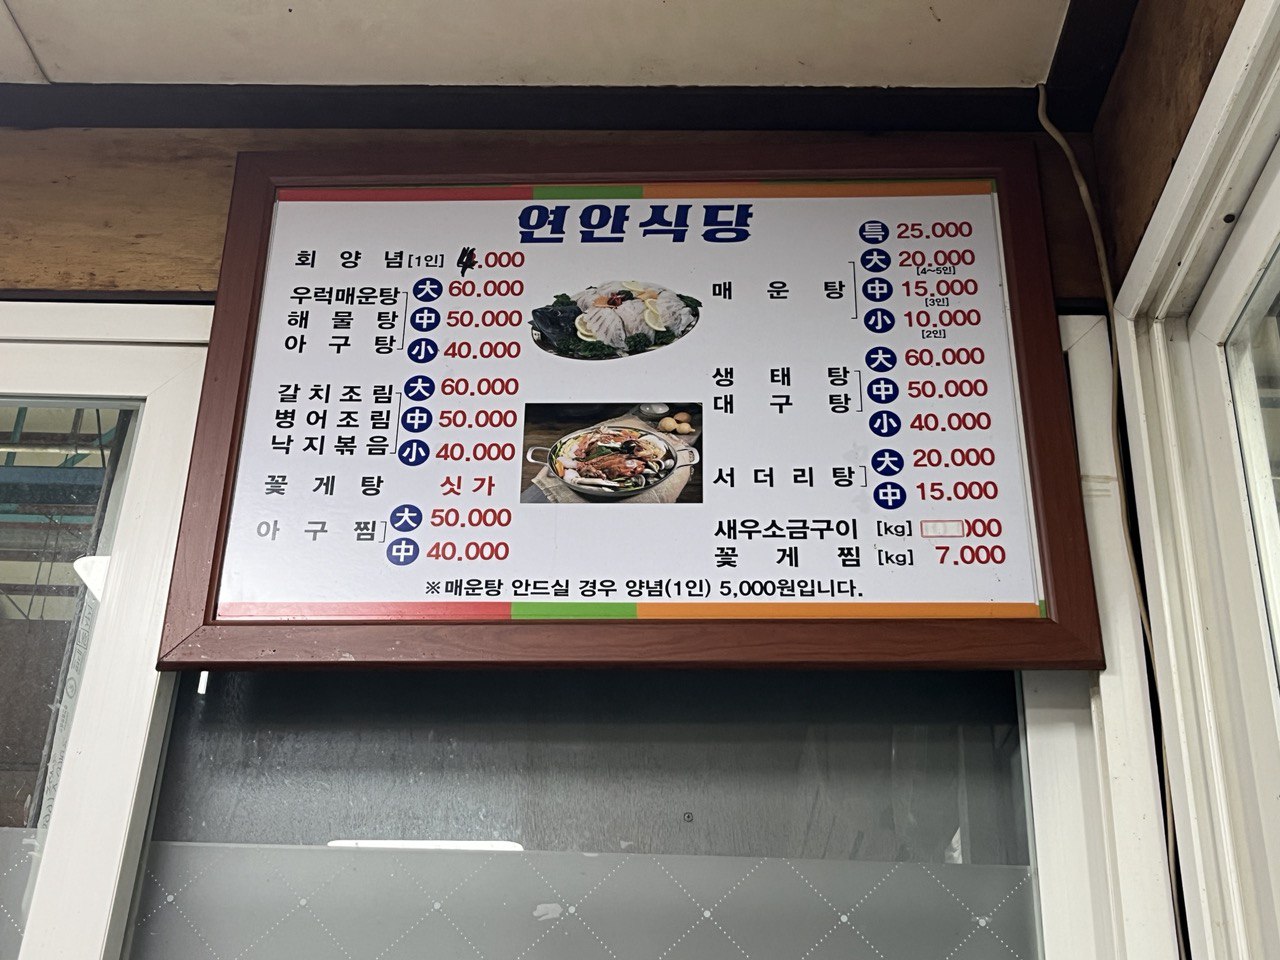 연안식당
회 양 념[1인] 4.000
우럭매운탕 大 60.000
해 물 탕 中 50.000
아 구 탕 小 40.000
갈치조림 大 60.000
병어조림 中 50.000
낙지볶음 小 40.000
꽃 게 탕 싯가
아 구 찜 大 50.000
中 40.000
특 25.000
大 20.000
[4~5인]
매 운 탕 中 15.000
[3인]
小 10.000
[2인]
大 60.000
생 태 탕 中 50.000
대 구 탕 小 40.000
서더리탕 大 20.000
中 15.000
새우소금구이 [kg] 00
꽃 게 찜 [kg] 7.000
※매운탕 안드실 경우 양념(1인) 5,000원입니다.